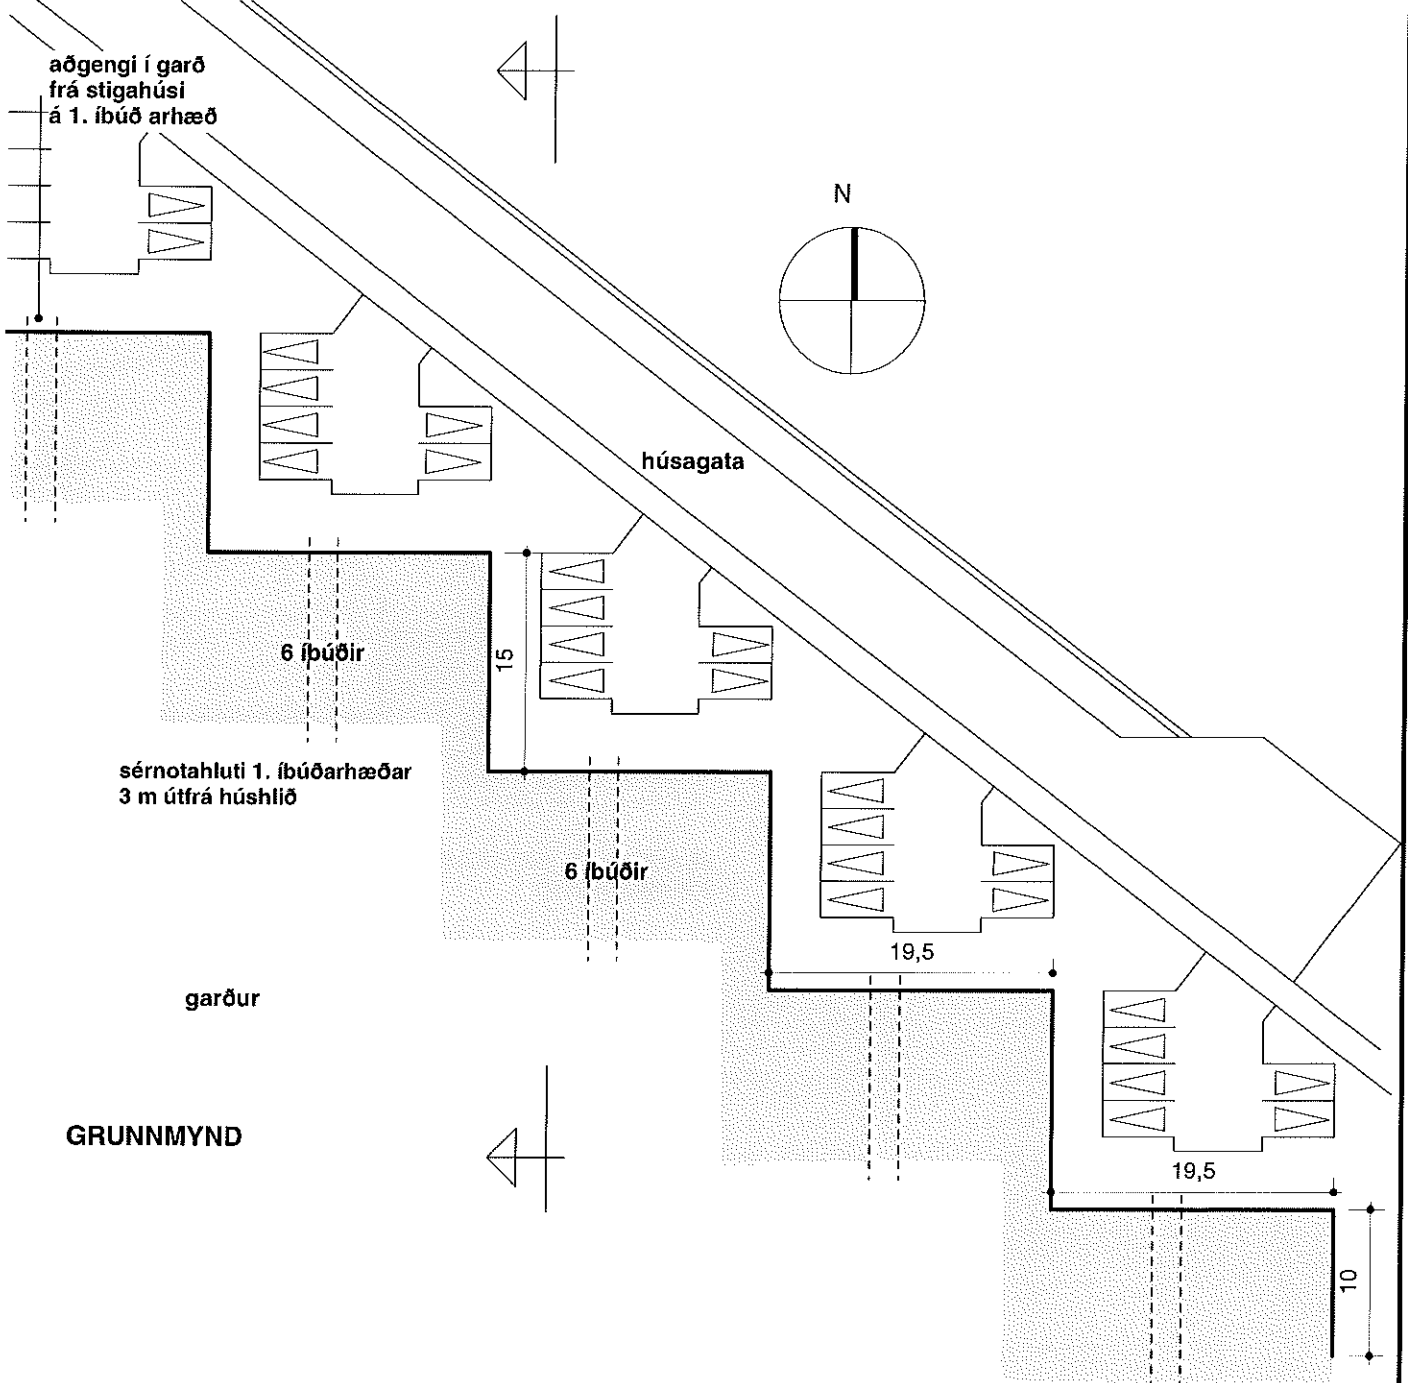 aðgengi í garð
frá stigahúsi
á 1. íbúð arhæð
N
húsagata
6 íbúðir
15
sérnotahluti 1. íbúðarhæðar
3 m útfrá húshlið
6 íbúðir
19,5
garður
GRUNNMYND
19,5
10